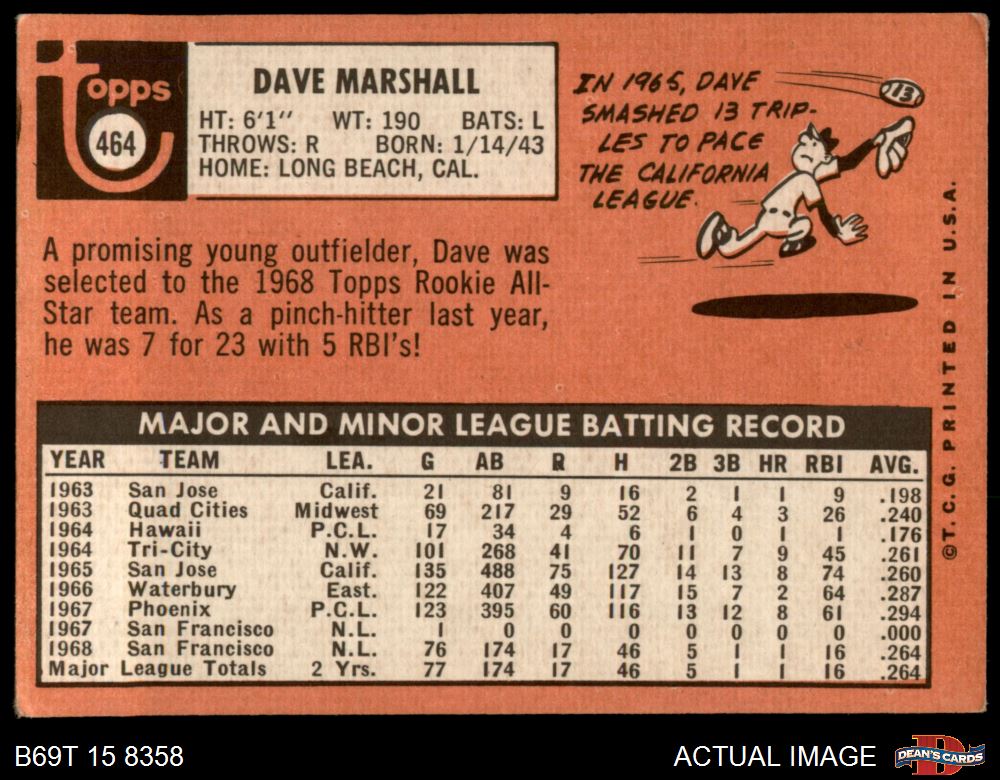 Topps
464
DAVE MARSHALL
HT: 6'1" WT: 190 BATS: L
THROWS: R BORN: 1/14/43
HOME: LONG BEACH, CAL.
IN 1965, DAVE
SMASHED 13 TRIP-
LES TO PACE
THE CALIFORNIA
LEAGUE.
13
A promising young outfielder, Dave was
selected to the 1968 Topps Rookie All-
Star team. As a pinch-hitter last year,
he was 7 for 23 with 5 RBI's!
MAJOR AND MINOR LEAGUE BATTING RECORD
YEAR TEAM LEA. G AB R H 2B 3B HR RBI AVG.
1963 San Jose Calif. 21 81 9 16 2 1 1 9 .198
1963 Quad Cities Midwest 69 217 29 52 6 4 3 26 .240
1964 Hawaii P.C.L. 17 34 4 6 1 0 1 1 .176
1964 Tri-City N.W. 101 268 41 70 11 7 9 45 .261
1965 San Jose Calif. 135 488 75 127 14 13 8 74 .260
1966 Waterbury East. 122 407 49 117 15 7 2 64 .287
1967 Phoenix P.C.L. 123 395 60 116 13 12 8 61 .294
1967 San Francisco N.L. 1 0 0 0 0 0 0 0 .000
1968 San Francisco N.L. 76 174 17 46 5 1 1 16 .264
Major League Totals 2 Yrs. 77 174 17 46 5 1 1 16 .264
©T.C.G. PRINTED IN U.S.A.
B69T 15 8358
ACTUAL IMAGE
D
DEAN'S CARDS